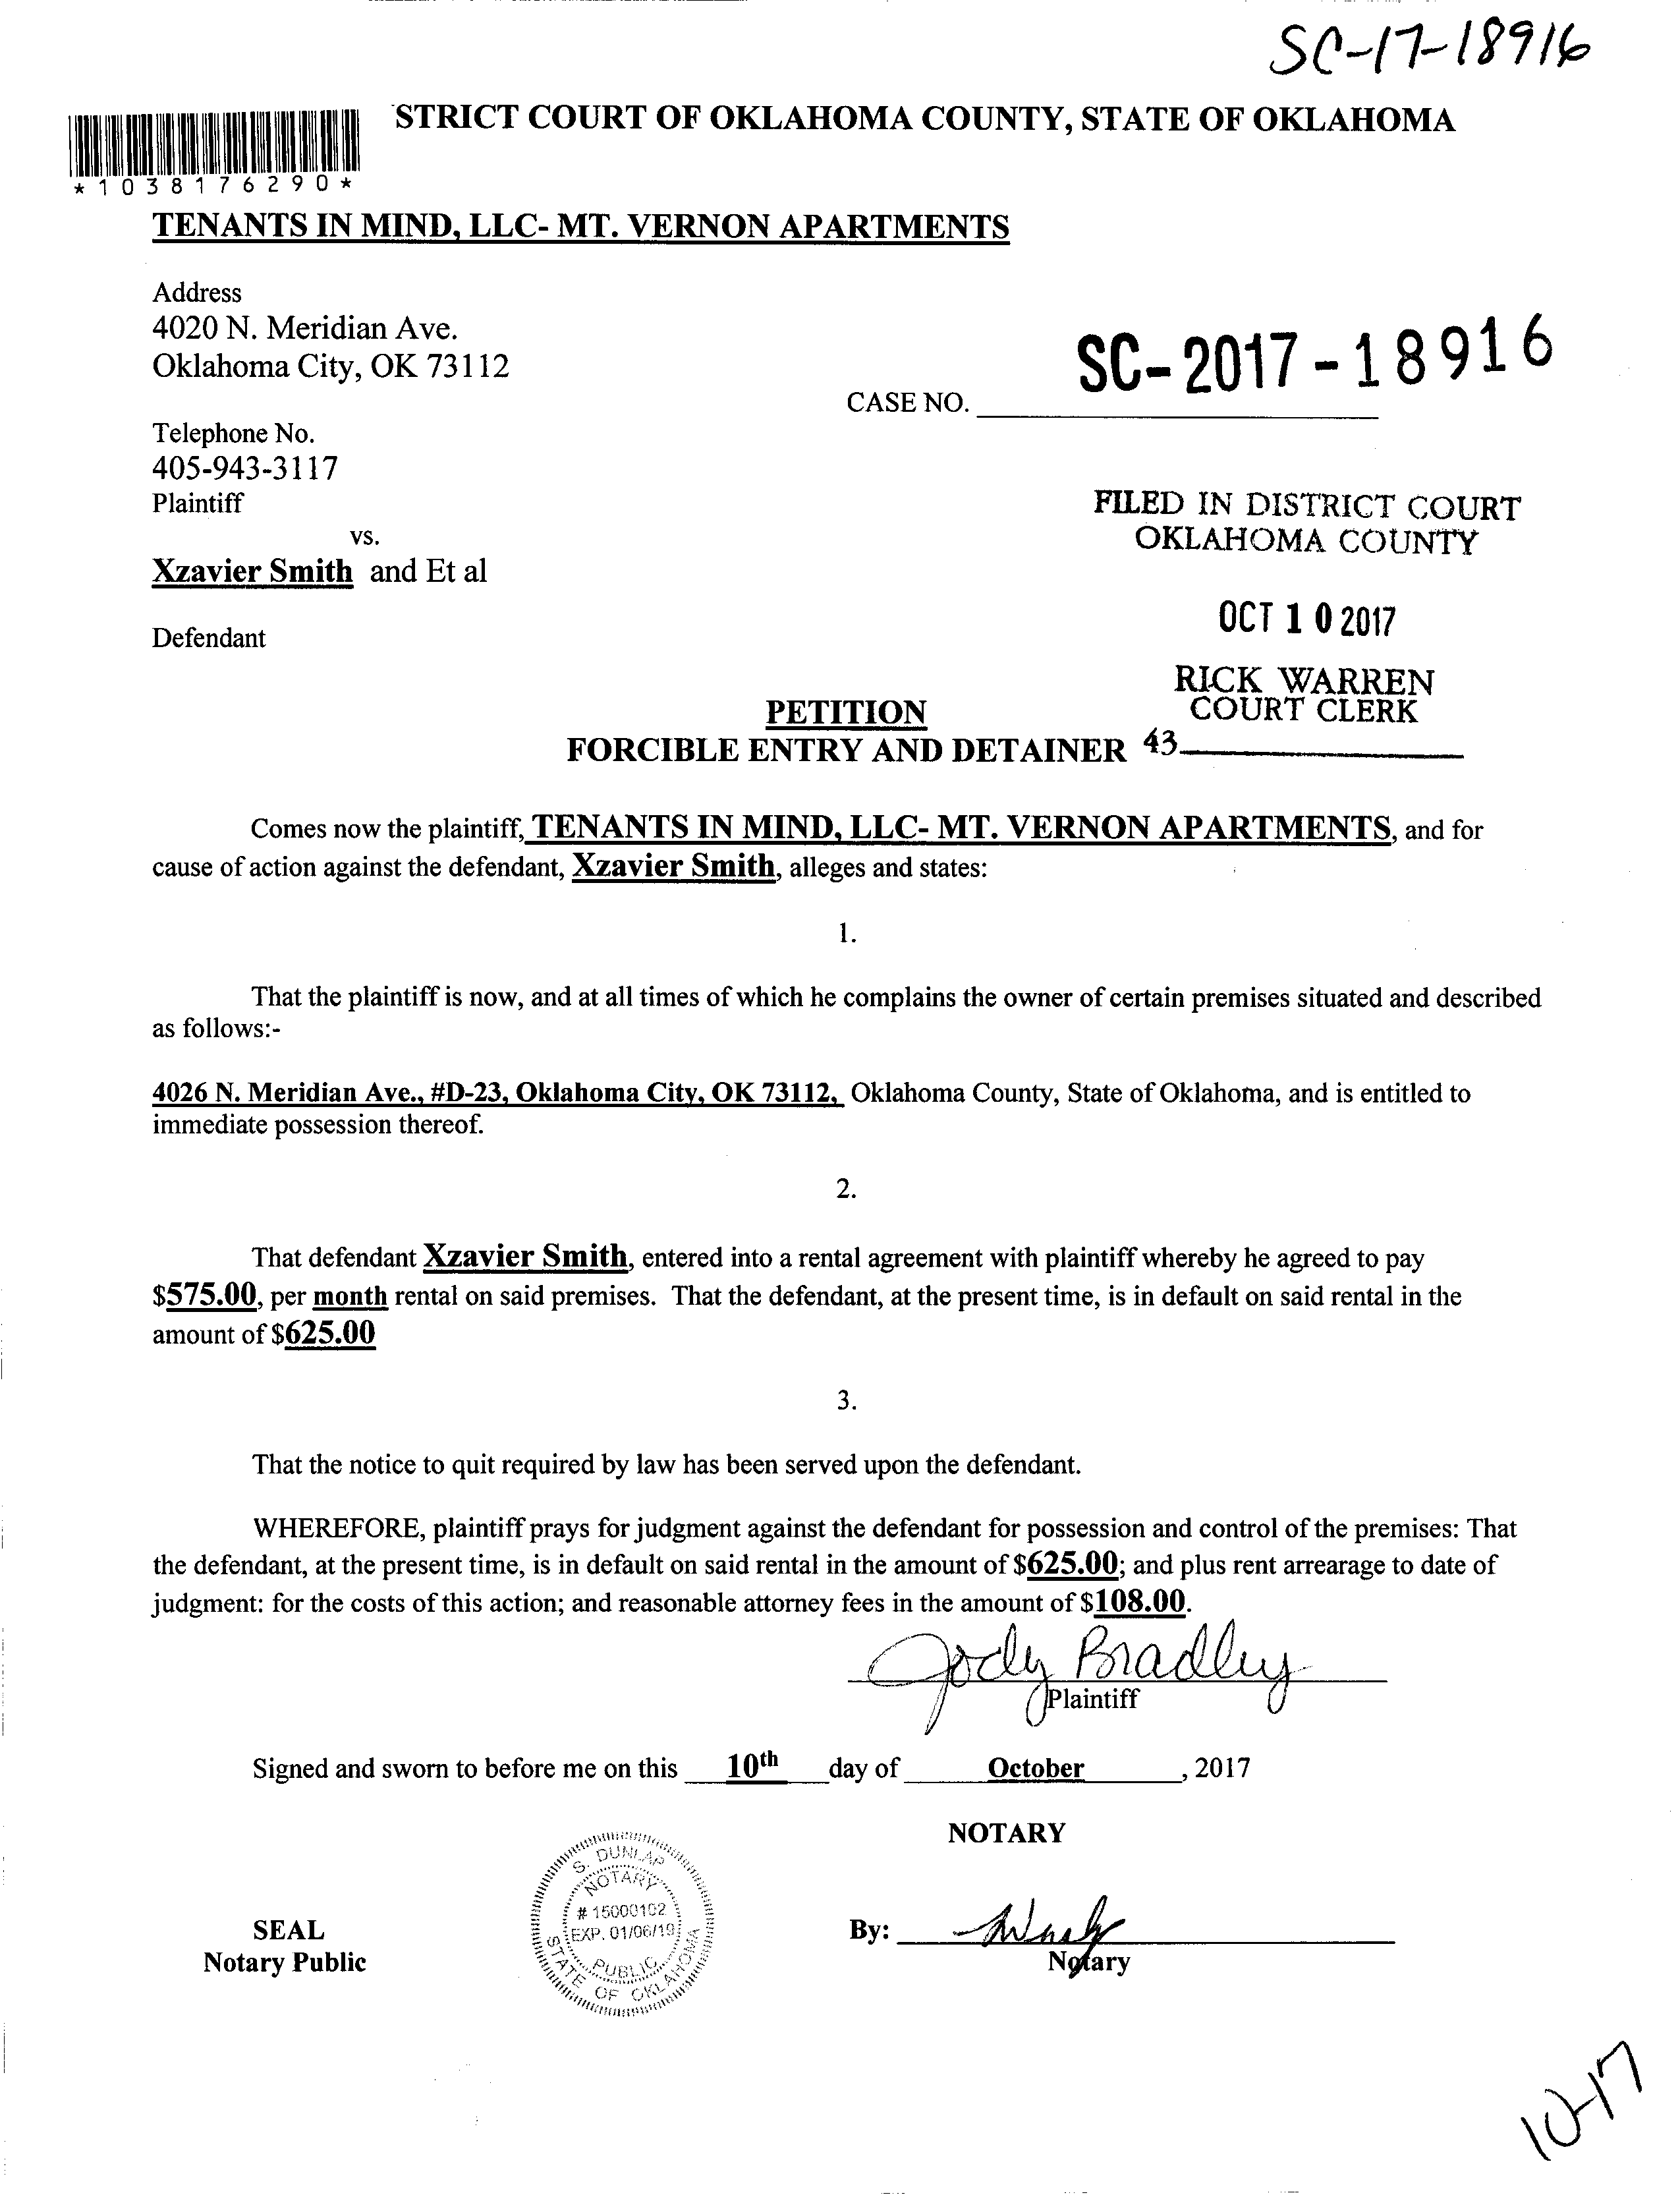 SC-17-18916
STRICT COURT OF OKLAHOMA COUNTY, STATE OF OKLAHOMA
*1038176290*
TENANTS IN MIND, LLC- MT. VERNON APARTMENTS
Address
4020 N. Meridian Ave.
Oklahoma City, OK 73112
SC-2017-18916
CASE NO.
Telephone No.
405-943-3117
Plaintiff
vs.
Xzavier Smith and Et al
Defendant
FILED IN DISTRICT COURT
OKLAHOMA COUNTY
OCT 10 2017
RICK WARREN
COURT CLERK
43
PETITION
FORCIBLE ENTRY AND DETAINER
Comes now the plaintiff, TENANTS IN MIND, LLC- MT. VERNON APARTMENTS, and for
cause of action against the defendant, Xzavier Smith, alleges and states:
1.
That the plaintiff is now, and at all times of which he complains the owner of certain premises situated and described
as follows:-
4026 N. Meridian Ave., #D-23, Oklahoma City, OK 73112, Oklahoma County, State of Oklahoma, and is entitled to
immediate possession thereof.
2.
That defendant Xzavier Smith, entered into a rental agreement with plaintiff whereby he agreed to pay
$575.00, per month rental on said premises. That the defendant, at the present time, is in default on said rental in the
amount of $625.00
3.
That the notice to quit required by law has been served upon the defendant.
WHEREFORE, plaintiff prays for judgment against the defendant for possession and control of the premises: That
the defendant, at the present time, is in default on said rental in the amount of $625.00; and plus rent arrearage to date of
judgment: for the costs of this action; and reasonable attorney fees in the amount of $108.00.
Jody Bradley
Plaintiff
Signed and sworn to before me on this 10th day of October, 2017
NOTARY
S. DUNLAP
NOTARY
# 15000102
EXP. 01/06/19
PUBLIC
STATE OF OKLAHOMA
SEAL
Notary Public
By:
Notary
10-17